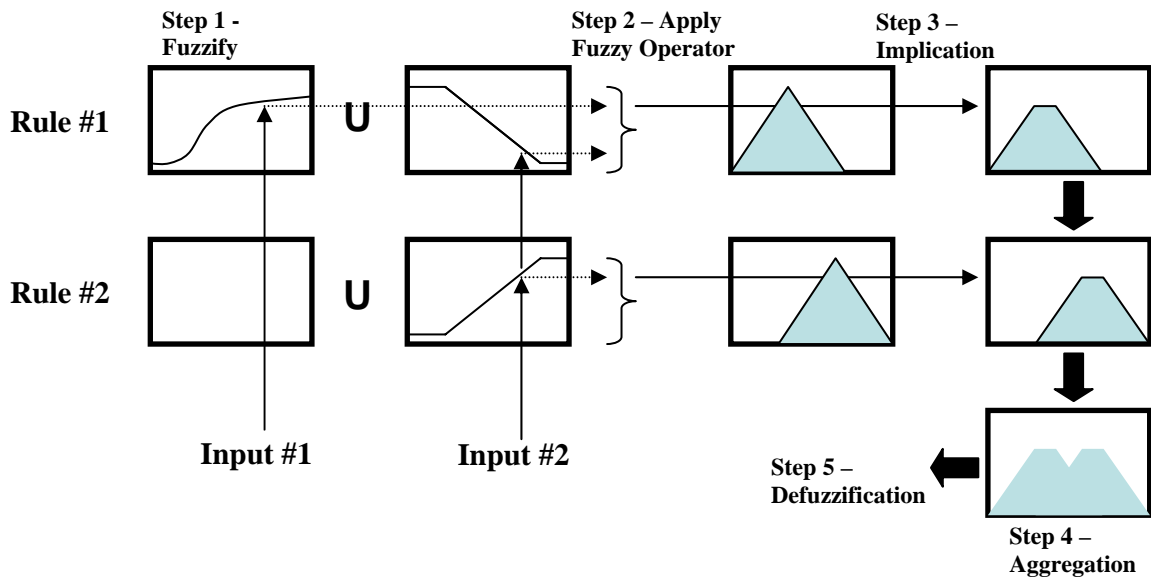 Step 1 -
Fuzzify
Step 2 – Apply
Fuzzy Operator
Step 3 –
Implication
Rule #1
U
Rule #2
U
Input #1
Input #2
Step 5 –
Defuzzification
Step 4 –
Aggregation